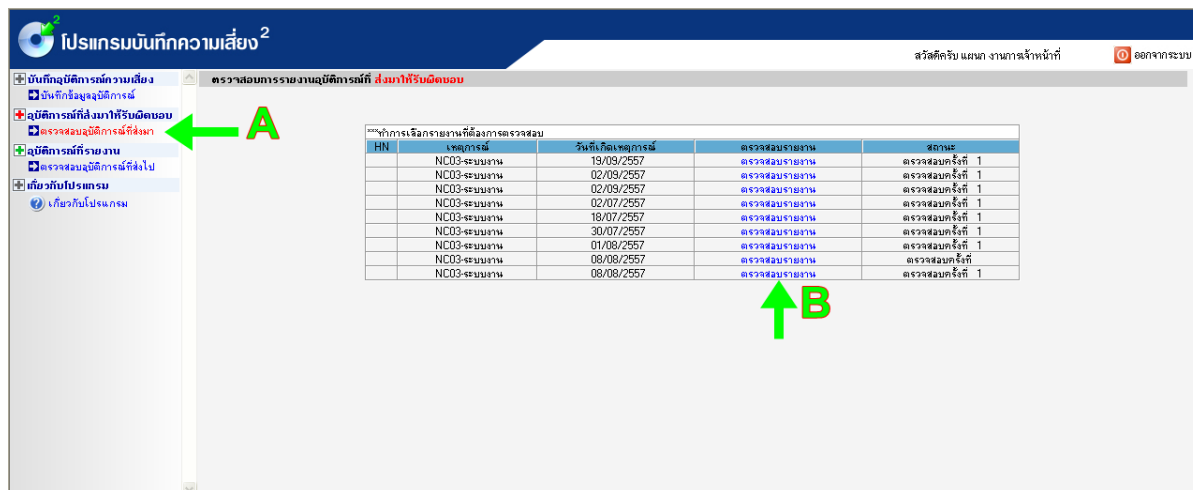 2
โปรแกรมบันทึกความเสี่ยง2
สวัสดีครับ แผนก งานการเจ้าหน้าที่
ออกจากระบบ
บันทึกอุบัติการณ์ความเสี่ยง
บันทึกข้อมูลอุบัติการณ์
อุบัติการณ์ที่ส่งมาให้รับผิดชอบ
ตรวจสอบอุบัติการณ์ที่ส่งมา
อุบัติการณ์ที่รายงาน
ตรวจสอบอุบัติการณ์ที่ส่งไป
เกี่ยวกับโปรแกรม
เกี่ยวกับโปรแกรม
ตรวจสอบการรายงานอุบัติการณ์ที่ ส่งมาให้รับผิดชอบ
A
***ทำการเลือกรายงานที่ต้องการตรวจสอบ
HN เหตุการณ์ วันที่เกิดเหตุการณ์ ตรวจสอบรายงาน สถานะ
NC03-ระบบงาน 19/09/2557 ตรวจสอบรายงาน ตรวจสอบครั้งที่ 1
NC03-ระบบงาน 02/09/2557 ตรวจสอบรายงาน ตรวจสอบครั้งที่ 1
NC03-ระบบงาน 02/09/2557 ตรวจสอบรายงาน ตรวจสอบครั้งที่ 1
NC03-ระบบงาน 02/07/2557 ตรวจสอบรายงาน ตรวจสอบครั้งที่ 1
NC03-ระบบงาน 18/07/2557 ตรวจสอบรายงาน ตรวจสอบครั้งที่ 1
NC03-ระบบงาน 30/07/2557 ตรวจสอบรายงาน ตรวจสอบครั้งที่ 1
NC03-ระบบงาน 01/08/2557 ตรวจสอบรายงาน ตรวจสอบครั้งที่ 1
NC03-ระบบงาน 08/08/2557 ตรวจสอบรายงาน ตรวจสอบครั้งที่
NC03-ระบบงาน 08/08/2557 ตรวจสอบรายงาน ตรวจสอบครั้งที่ 1
B